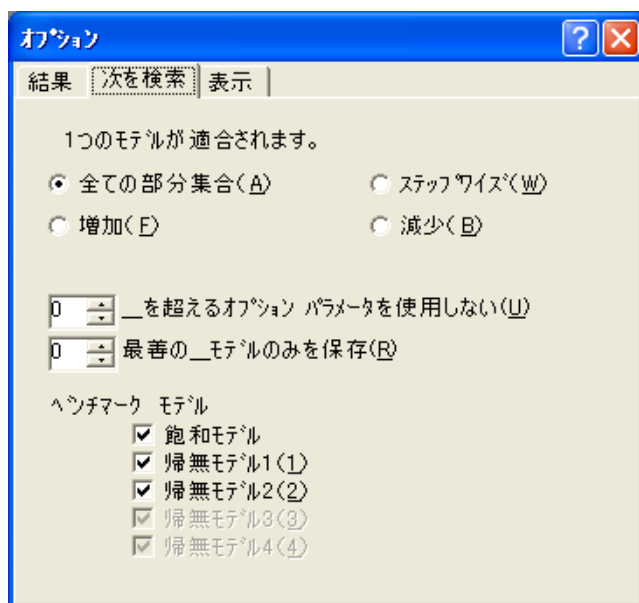 ｵﾌﾟｼｮﾝ
結果 次を検索 表示
1つのﾓﾃﾞﾙが適合されます。
全ての部分集合(A) ｽﾃｯﾌﾟﾜｲｽﾞ(W)
増加(F) 減少(B)
0 __を超えるｵﾌﾟｼｮﾝ ﾊﾟﾗﾒｰﾀを使用しない(U)
0 最善の__ﾓﾃﾞﾙのみを保存(R)
ﾍﾞﾝﾁﾏｰｸ ﾓﾃﾞﾙ
飽和ﾓﾃﾞﾙ
帰無ﾓﾃﾞﾙ1(1)
帰無ﾓﾃﾞﾙ2(2)
帰無ﾓﾃﾞﾙ3(3)
帰無ﾓﾃﾞﾙ4(4)